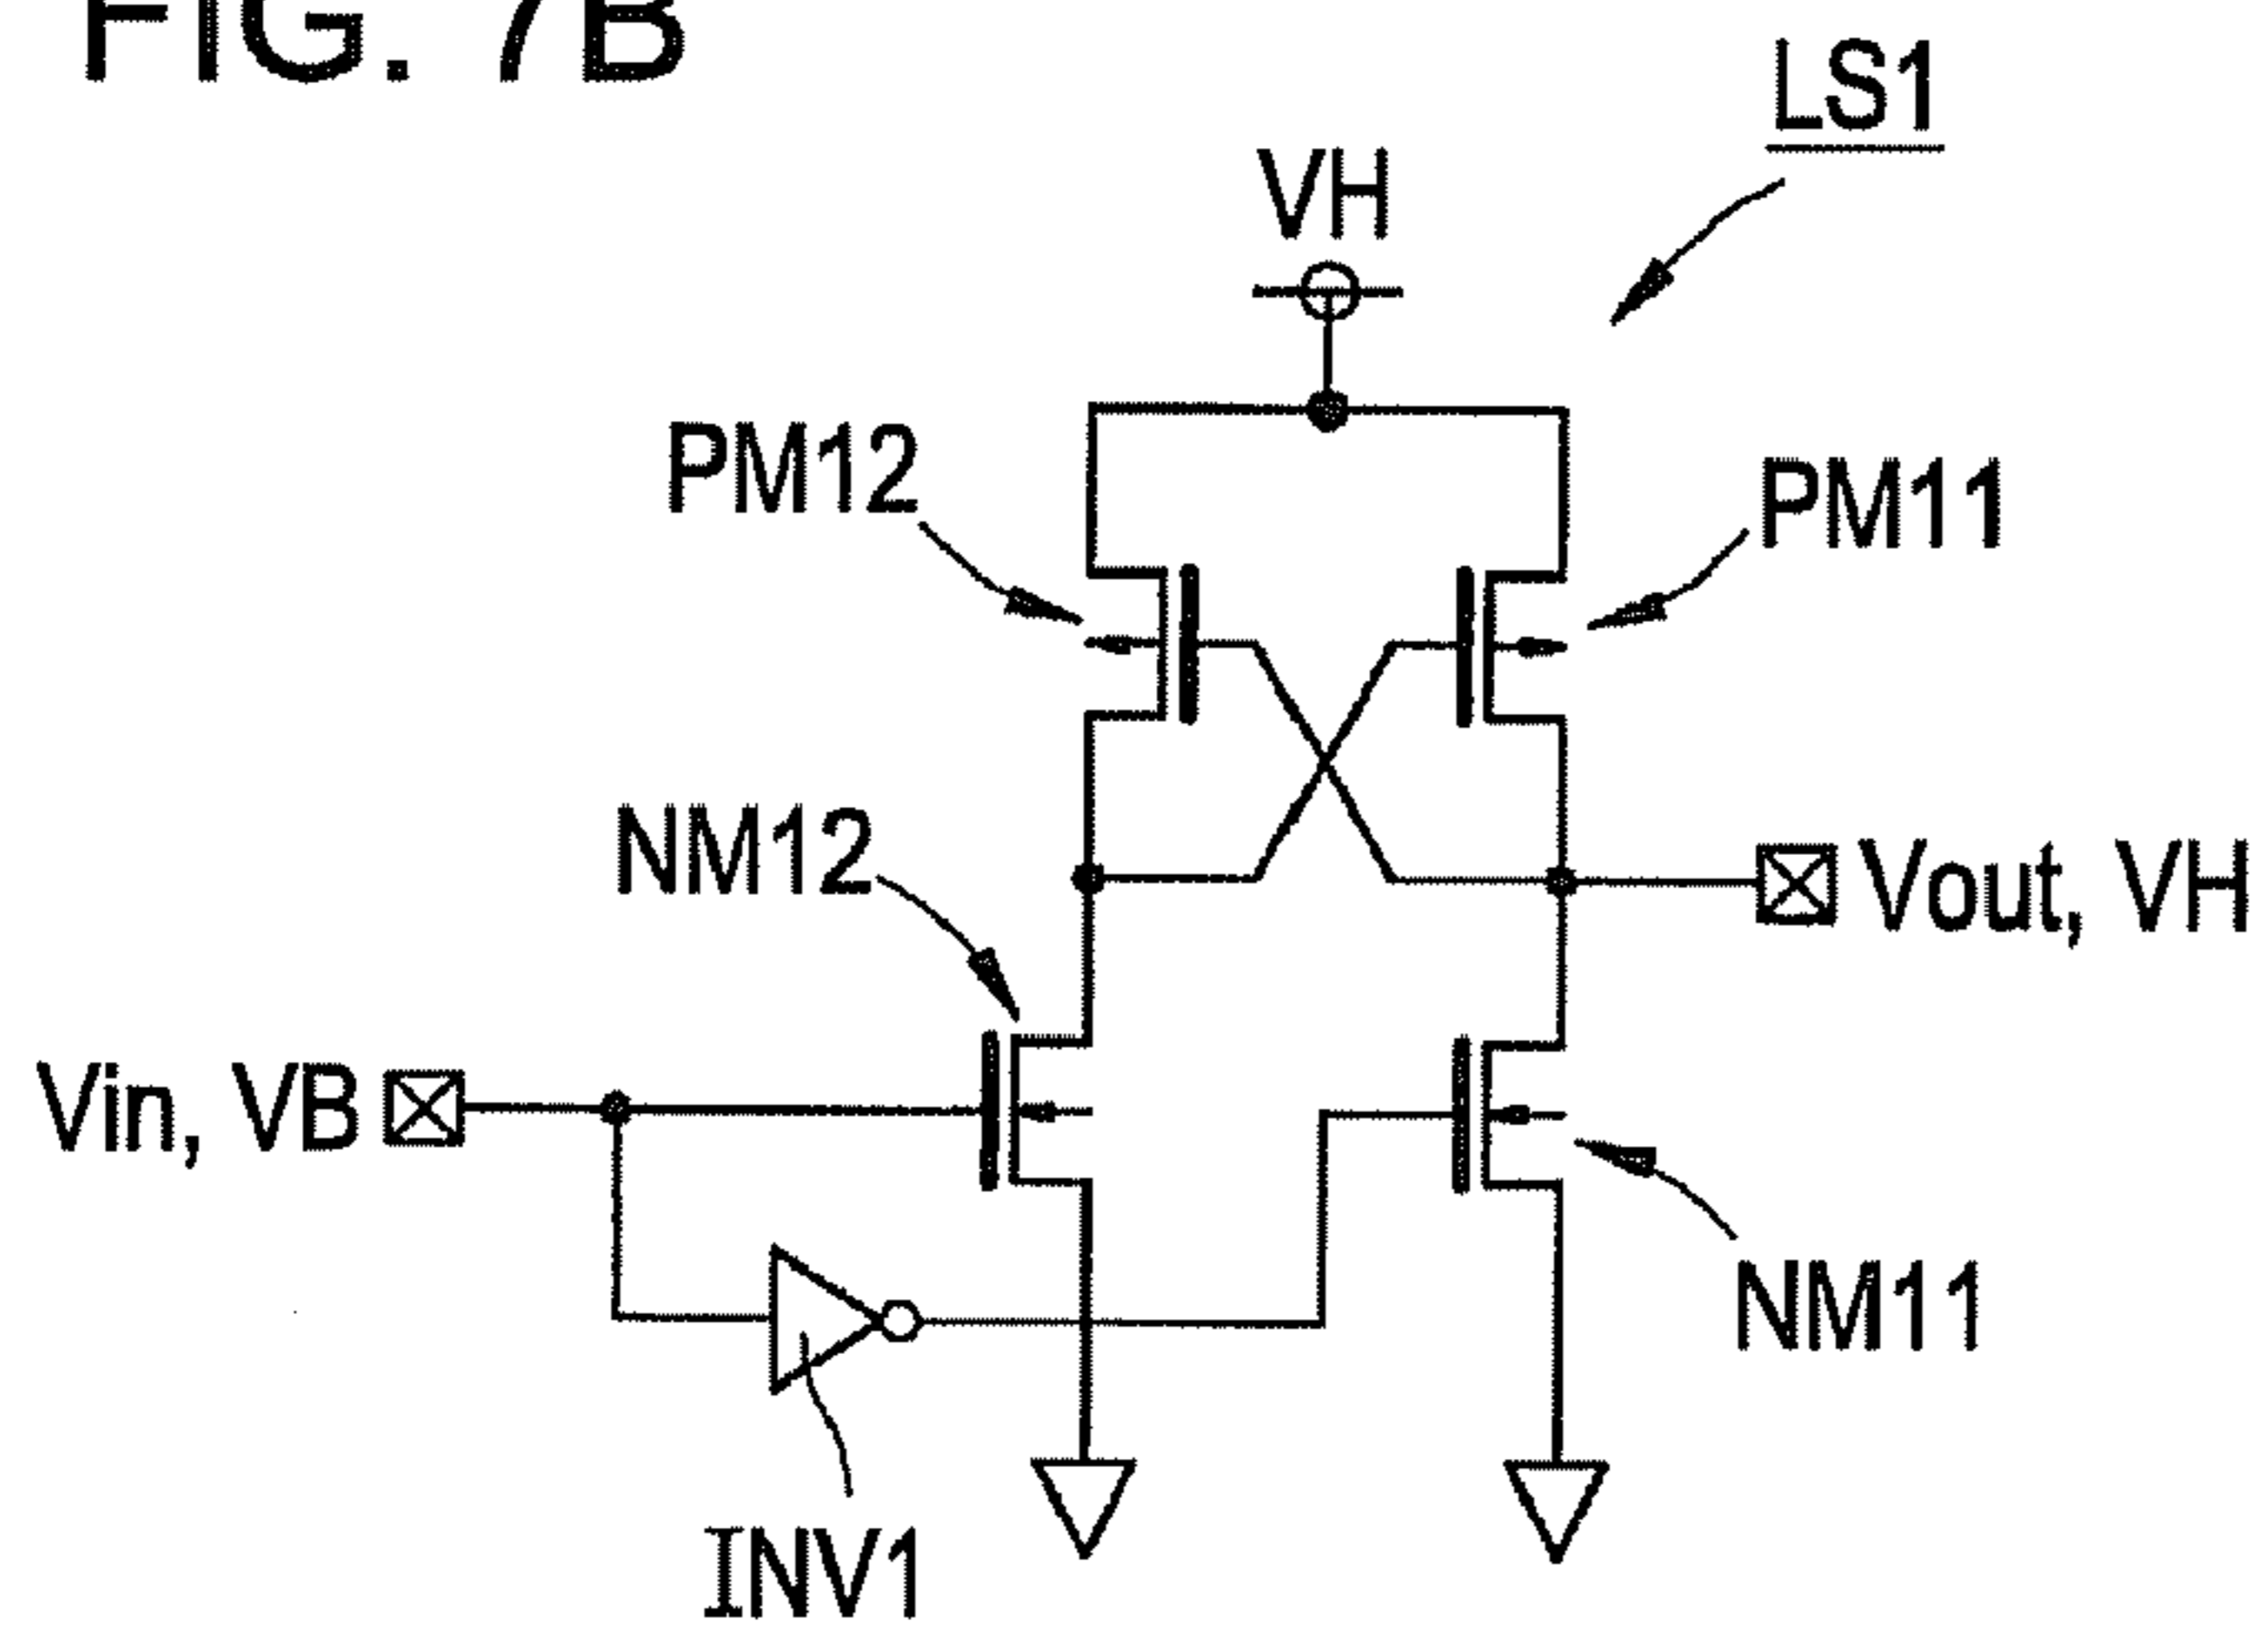 FIG. 7B
LS1
VH
PM12
PM11
NM12
Vout, VH
Vin, VB
NM11
INV1